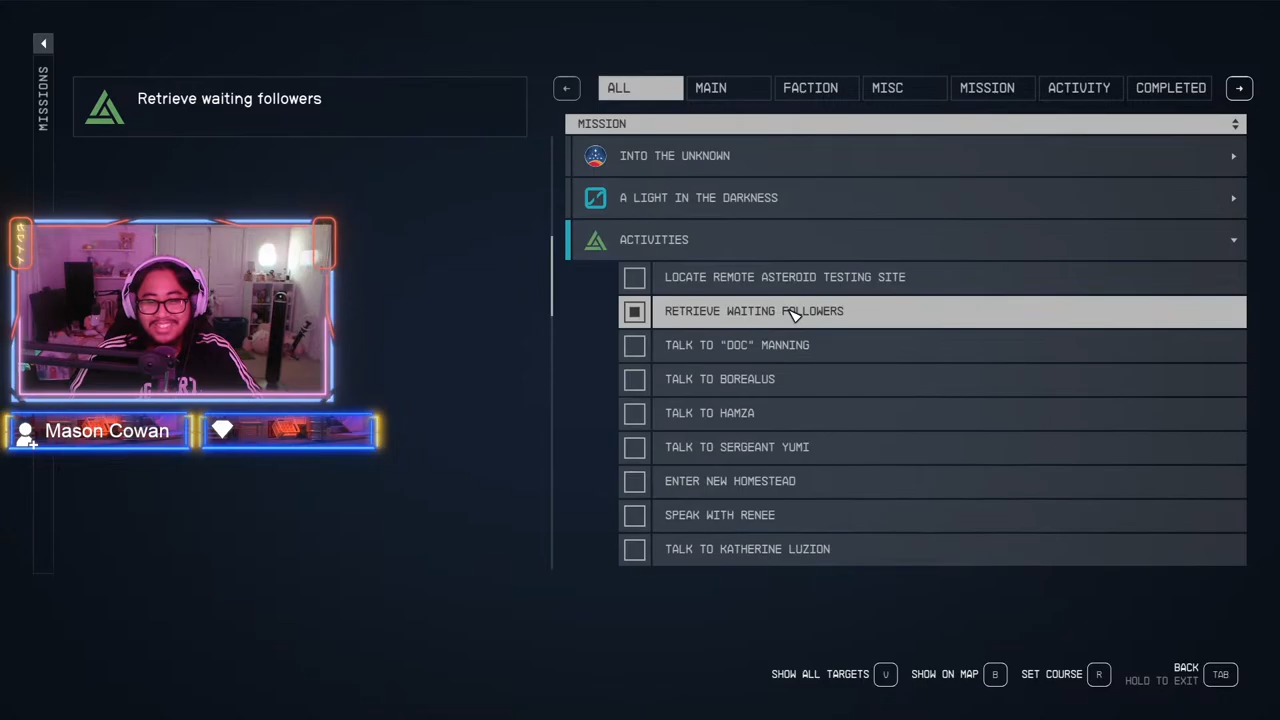 MISSIONS
Retrieve waiting followers
ALL MAIN FACTION MISC MISSION ACTIVITY COMPLETED
MISSION
INTO THE UNKNOWN
A LIGHT IN THE DARKNESS
ACTIVITIES
LOCATE REMOTE ASTEROID TESTING SITE
RETRIEVE WAITING FOLLOWERS
TALK TO "DOC" MANNING
TALK TO BOREALUS
TALK TO HAMZA
TALK TO SERGEANT YUMI
ENTER NEW HOMESTEAD
SPEAK WITH RENEE
TALK TO KATHERINE LUZION
Mason Cowan
SHOW ALL TARGETS V SHOW ON MAP B SET COURSE R BACK TAB
HOLD TO EXIT